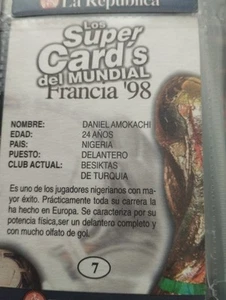 La República
Los
Super
Card's
del MUNDIAL
Francia '98
NOMBRE: DANIEL AMOKACHI
EDAD: 24 AÑOS
PAIS: NIGERIA
PUESTO: DELANTERO
CLUB ACTUAL: BESIKTAS
DE TURQUIA
Es uno de los jugadores nigerianos con ma-
yor éxito. Prácticamente toda su carrera la
ha hecho en Europa. Se caracteriza por su
potencia física,ser un delantero completo y
con mucho olfato de gol.
7